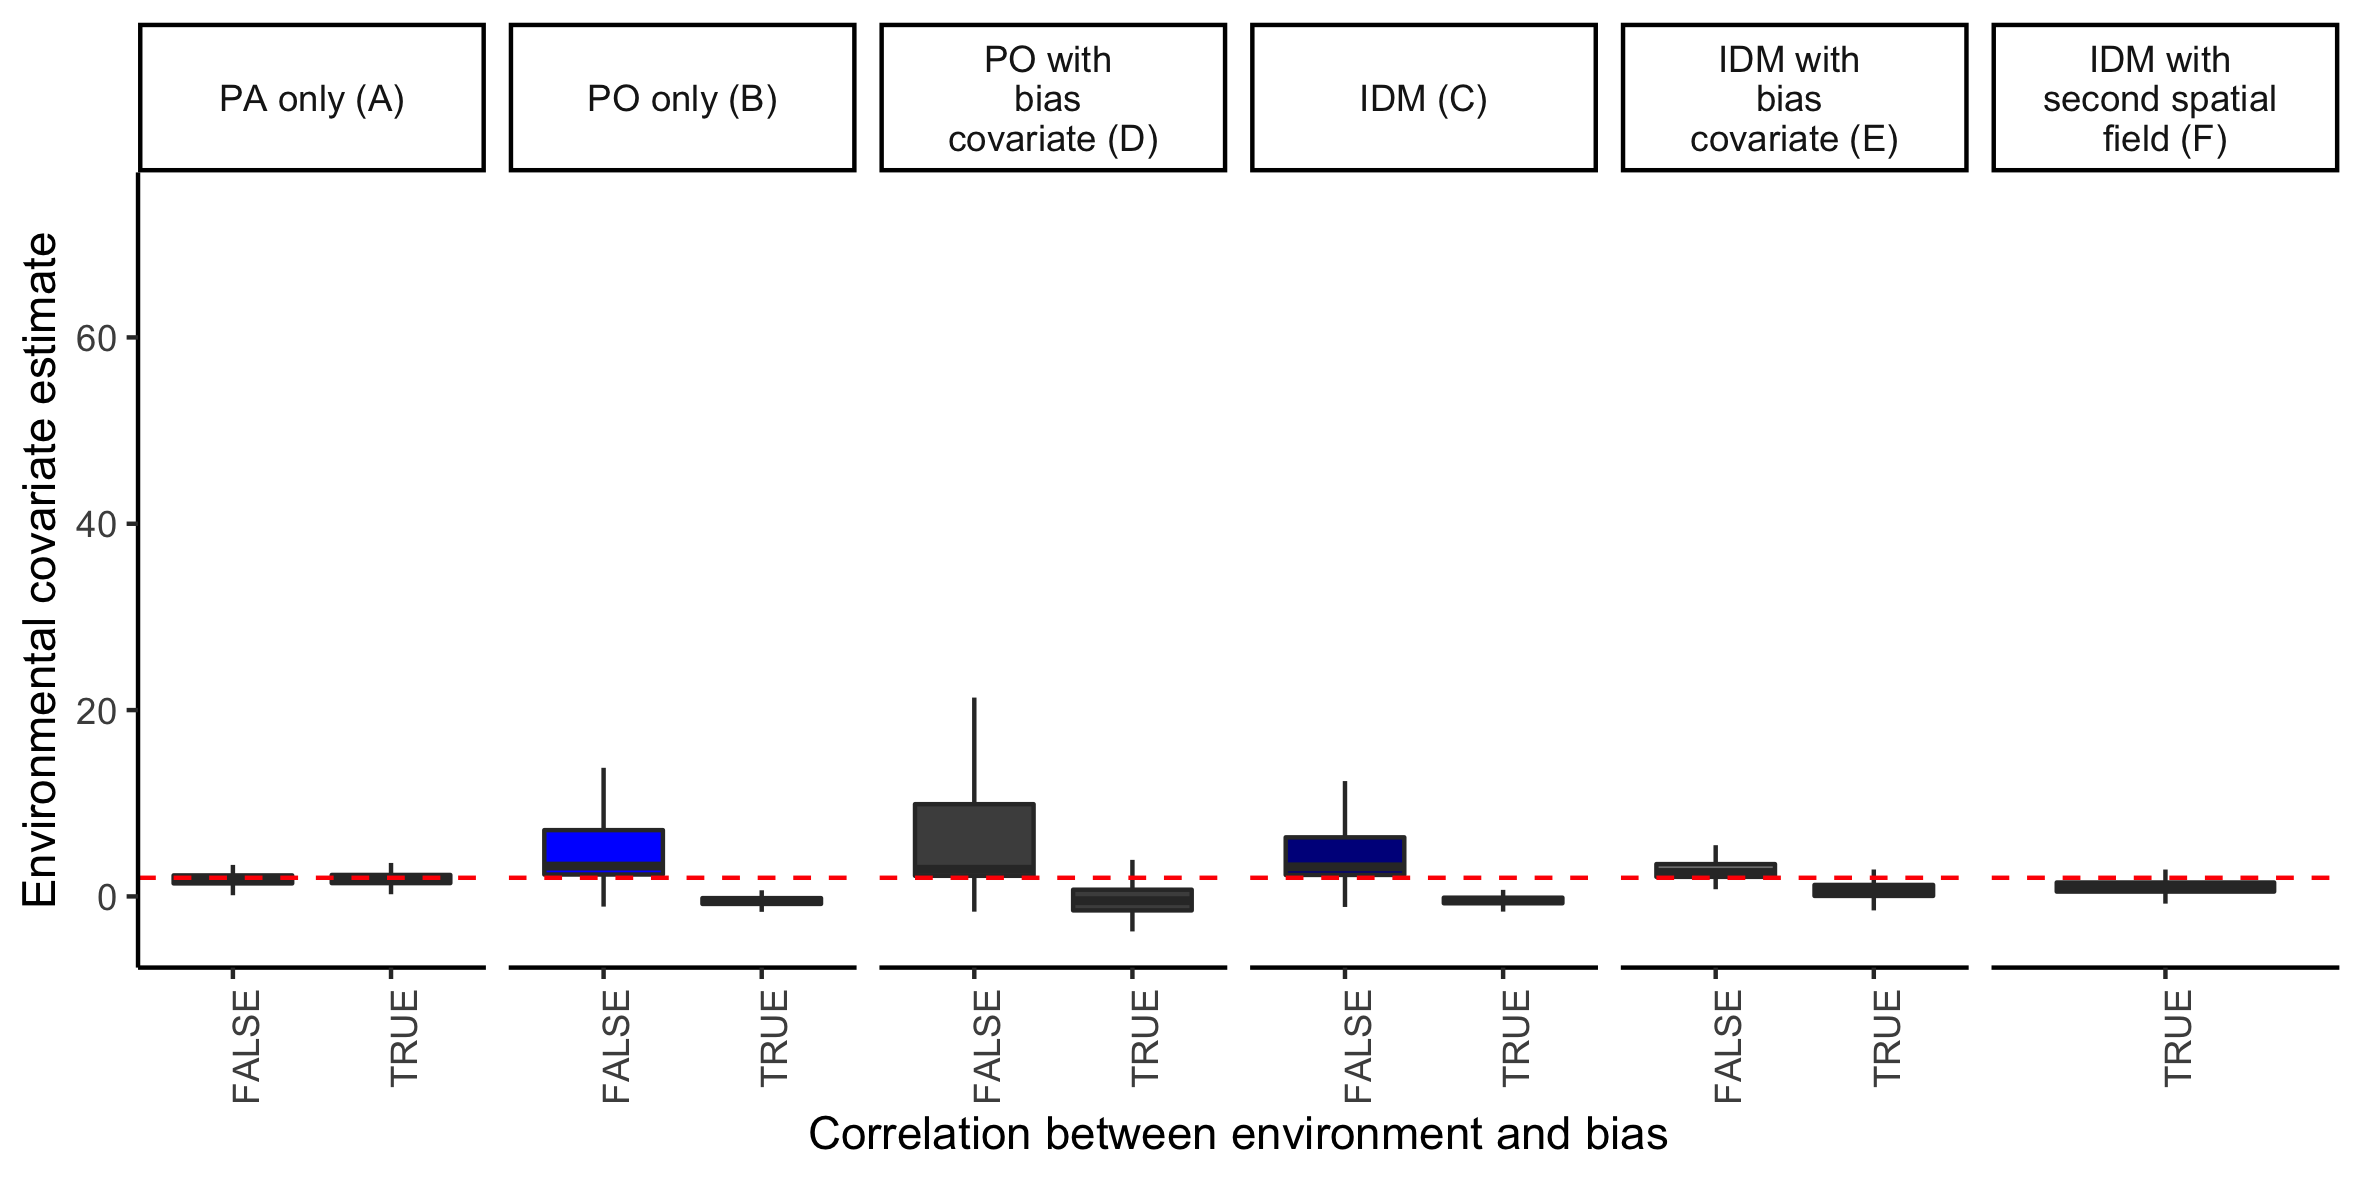 PA only (A)
PO only (B)
PO with
bias
covariate (D)
IDM (C)
IDM with
bias
covariate (E)
IDM with
second spatial
field (F)
Environmental covariate estimate
60
40
20
0
FALSE
TRUE
FALSE
TRUE
FALSE
TRUE
FALSE
TRUE
FALSE
TRUE
TRUE
Correlation between environment and bias